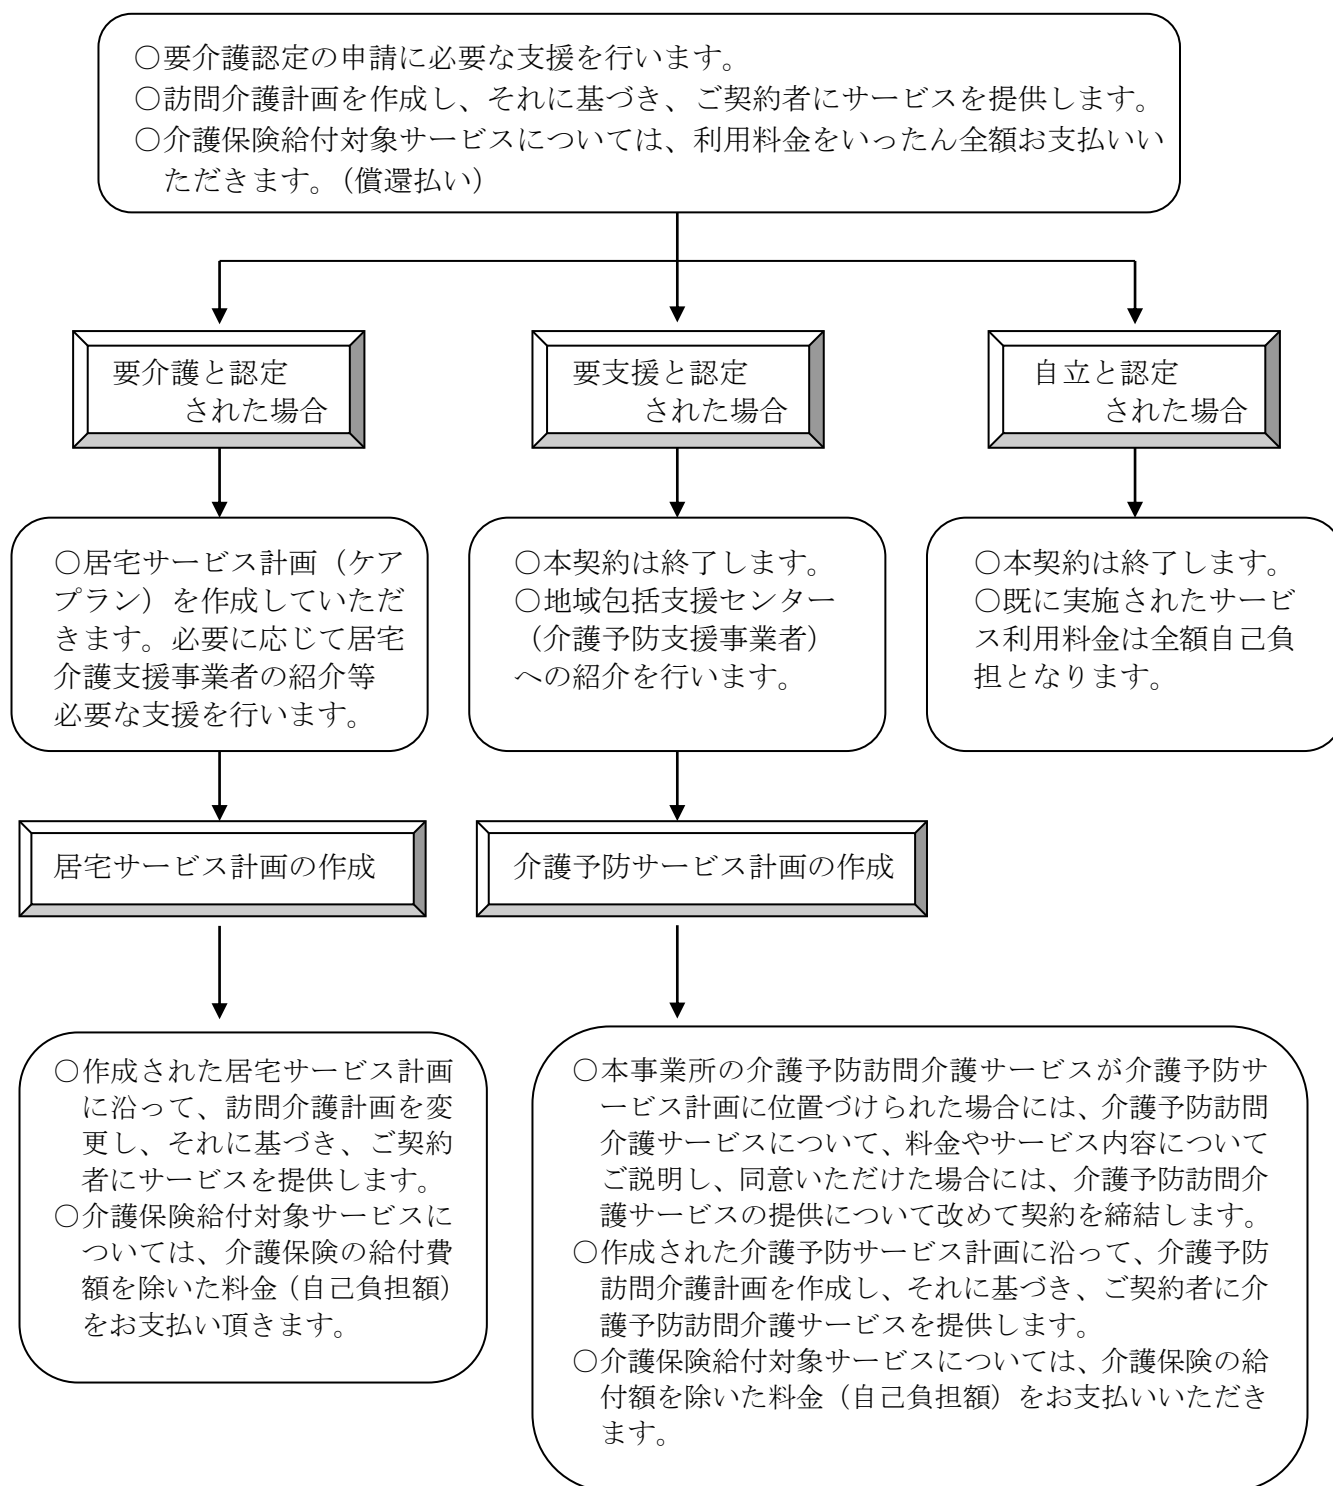 ○要介護認定の申請に必要な支援を行います。
○訪問介護計画を作成し、それに基づき、ご契約者にサービスを提供します。
○介護保険給付対象サービスについては、利用料金をいったん全額お支払いい
ただきます。（償還払い）
要介護と認定
された場合
要支援と認定
された場合
自立と認定
された場合
○居宅サービス計画（ケア
プラン）を作成していただ
きます。必要に応じて居宅
介護支援事業者の紹介等
必要な支援を行います。
○本契約は終了します。
○地域包括支援センター
（介護予防支援事業者）
への紹介を行います。
○本契約は終了します。
○既に実施されたサービ
ス利用料金は全額自己負
担となります。
居宅サービス計画の作成
介護予防サービス計画の作成
○作成された居宅サービス計画
に沿って、訪問介護計画を変
更し、それに基づき、ご契約
者にサービスを提供します。
○介護保険給付対象サービスに
ついては、介護保険の給付費
額を除いた料金（自己負担額）
をお支払い頂きます。
○本事業所の介護予防訪問介護サービスが介護予防サ
ービス計画に位置づけられた場合には、介護予防訪問
介護サービスについて、料金やサービス内容について
ご説明し、同意いただけた場合には、介護予防訪問介
護サービスの提供について改めて契約を締結します。
○作成された介護予防サービス計画に沿って、介護予防
訪問介護計画を作成し、それに基づき、ご契約者に介
護予防訪問介護サービスを提供します。
○介護保険給付対象サービスについては、介護保険の給
付額を除いた料金（自己負担額）をお支払いいただき
ます。